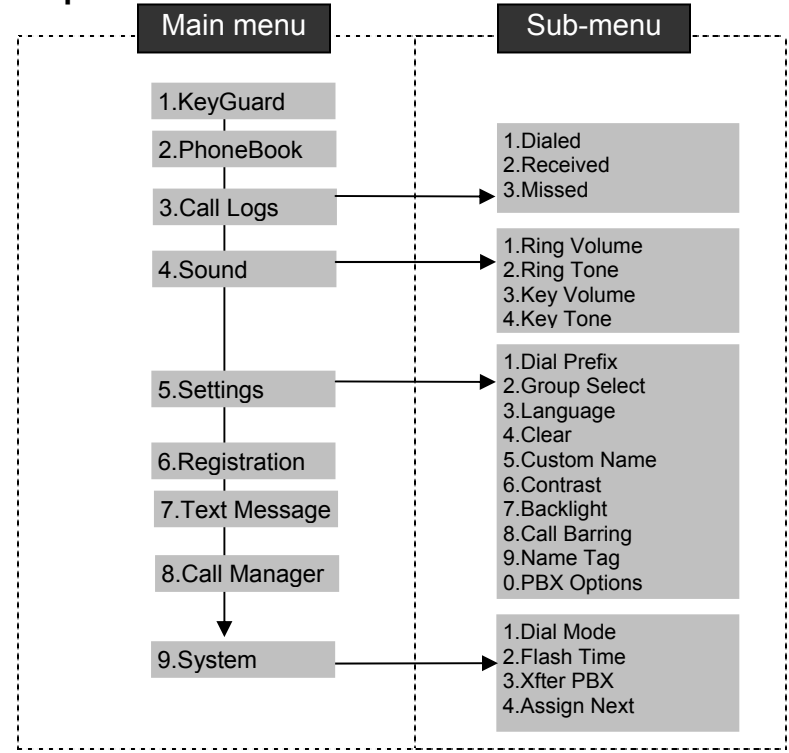 Main menu
Sub-menu
1.KeyGuard
2.PhoneBook
3.Call Logs
4.Sound
5.Settings
6.Registration
7.Text Message
8.Call Manager
9.System
1.Dialed
2.Received
3.Missed
1.Ring Volume
2.Ring Tone
3.Key Volume
4.Key Tone
1.Dial Prefix
2.Group Select
3.Language
4.Clear
5.Custom Name
6.Contrast
7.Backlight
8.Call Barring
9.Name Tag
0.PBX Options
1.Dial Mode
2.Flash Time
3.Xfter PBX
4.Assign Next